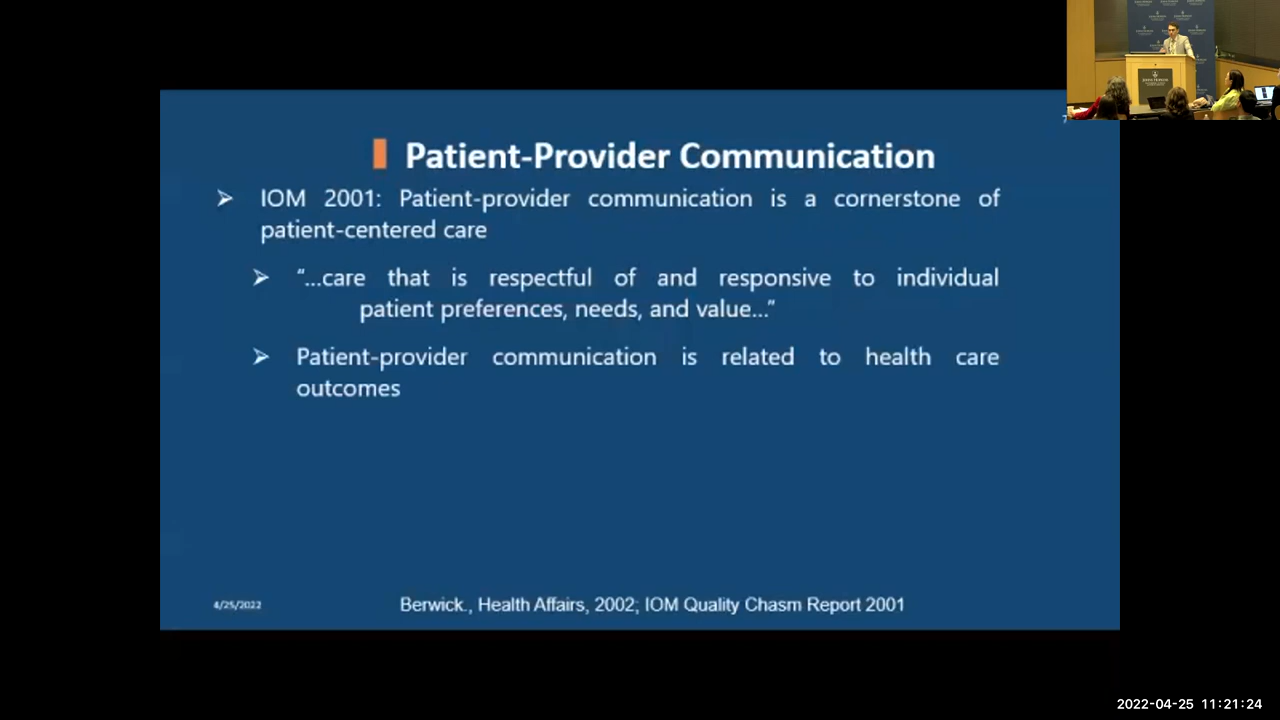 Patient-Provider Communication
➢ IOM 2001: Patient-provider communication is a cornerstone of
patient-centered care
➢ “...care that is respectful of and responsive to individual
patient preferences, needs, and value...”
➢ Patient-provider communication is related to health care
outcomes
4/25/2022
Berwick., Health Affairs, 2002; IOM Quality Chasm Report 2001
2022-04-25 11:21:24